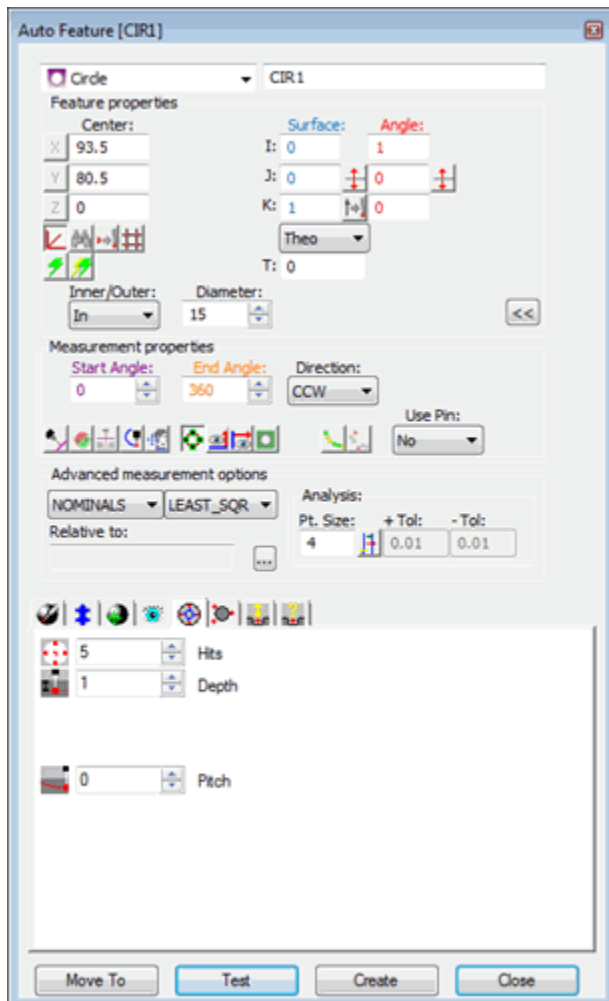 Auto Feature [CIR1]
Circle CIR1
Feature properties
Center: Surface: Angle:
X 93.5 I: 0 1
Y 80.5 J: 0 0
Z 0 K: 1 0
Theo
T: 0
Inner/Outer: Diameter:
In 15 <<
Measurement properties
Start Angle: End Angle: Direction:
0 360 CCW
Use Pin:
No
Advanced measurement options
NOMINALS LEAST_SQR
Analysis:
Relative to: Pt. Size: + Tol: - Tol:
4 0.01 0.01
...
5 Hits
1 Depth
0 Pitch
Move To Test Create Close